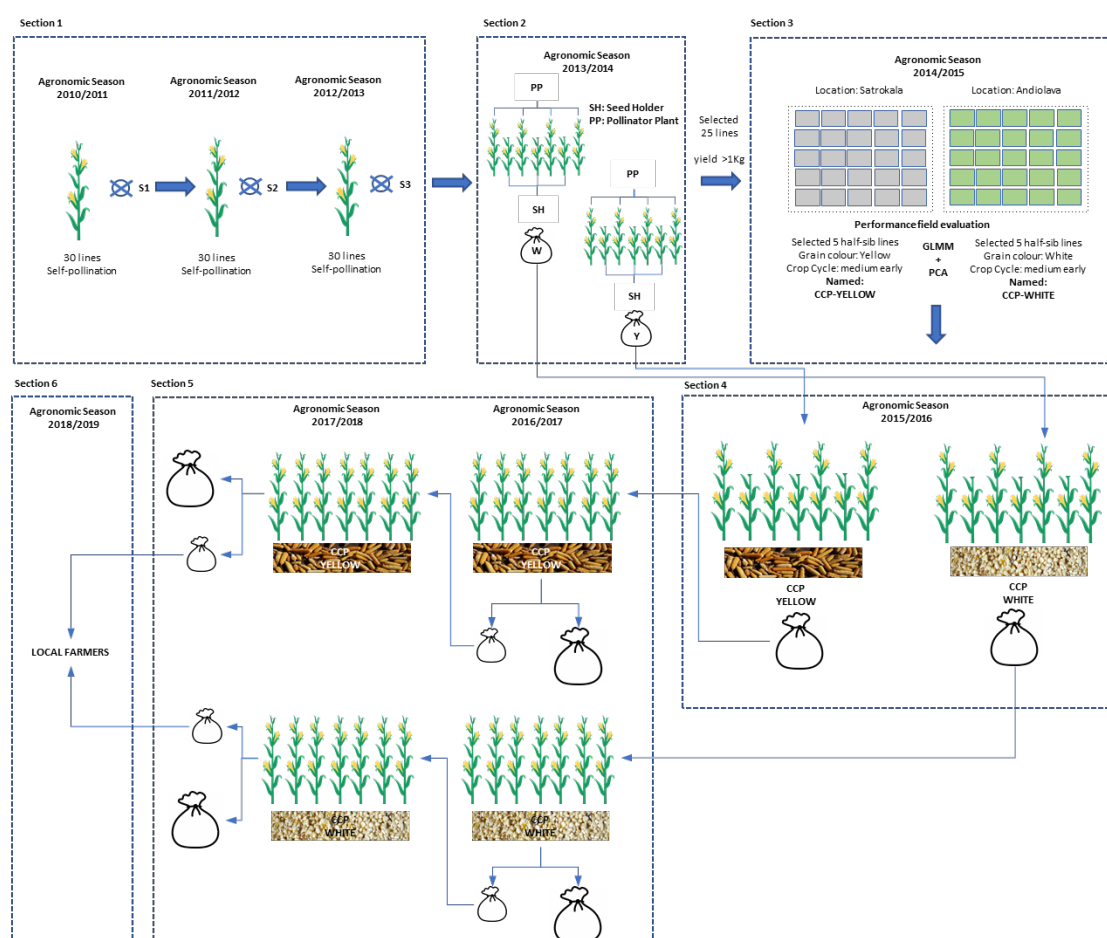 Section 1
Agronomic Season
2010/2011
Agronomic Season
2011/2012
Agronomic Season
2012/2013
S1
S2
S3
30 lines
Self-pollination
30 lines
Self-pollination
30 lines
Self-pollination
Section 2
Agronomic Season
2013/2014
PP
SH: Seed Holder
PP: Pollinator Plant
PP
SH
W
SH
Y
Selected
25 lines
yield >1Kg
Section 3
Agronomic Season
2014/2015
Location: Satrokala
Location: Andiolava
Performance field evaluation
Selected 5 half-sib lines
Grain colour: Yellow
Crop Cycle: medium early
Named:
CCP-YELLOW
GLMM
+
PCA
Selected 5 half-sib lines
Grain colour: White
Crop Cycle: medium early
Named:
CCP-WHITE
Section 6
Agronomic Season
2018/2019
LOCAL FARMERS
Section 5
Agronomic Season
2017/2018
Agronomic Season
2016/2017
CCP
YELLOW
CCP
YELLOW
CCP
WHITE
CCP
WHITE
Section 4
Agronomic Season
2015/2016
CCP
YELLOW
CCP
WHITE